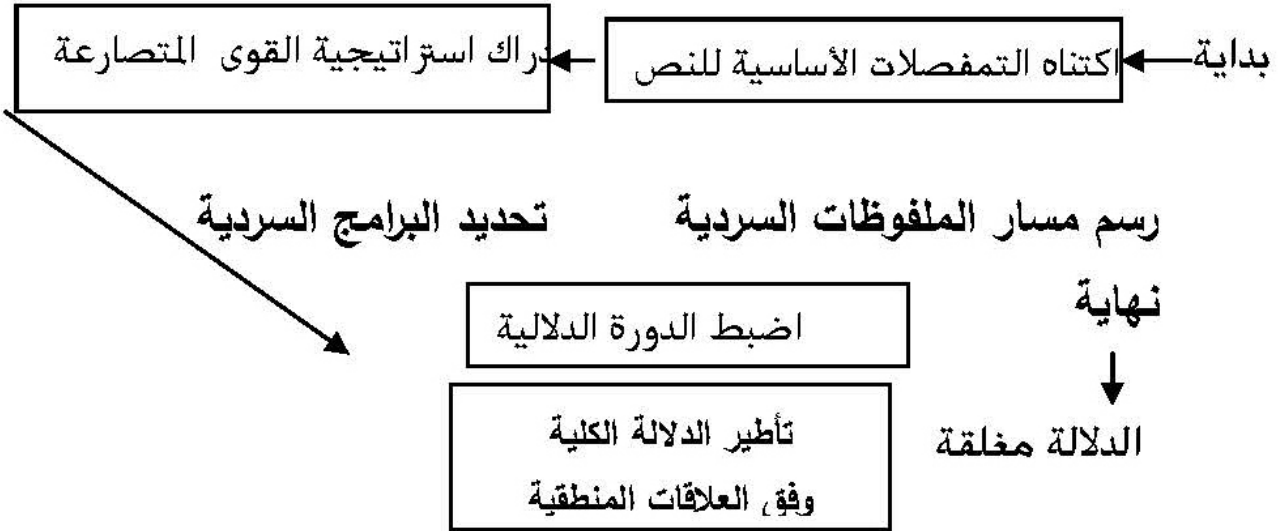 بداية
اكتناه التمفصلات الأساسية للنص
دراك استراتيجية القوى المتصارعة
رسم مسار الملفوظات السردية
تحديد البرامج السردية
نهاية
اضبط الدورة الدلالية
الدلالة مغلقة
تأطير الدلالة الكلية
وفق العلاقات المنطقية